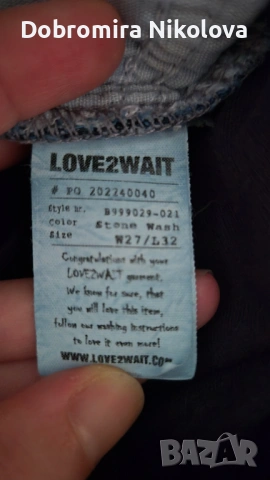 Dobromira Nikolova
LOVE2WAIT
# PO 202240040
Style nr. B999029-021
color Stone Wash
Size W27/L32
Congratulations with your
LOVE2WAIT garment.
We know for sure, that
you will love this item,
follow our washing instructions
to love it even more!
WWW.LOVE2WAIT.COM
BAZAR